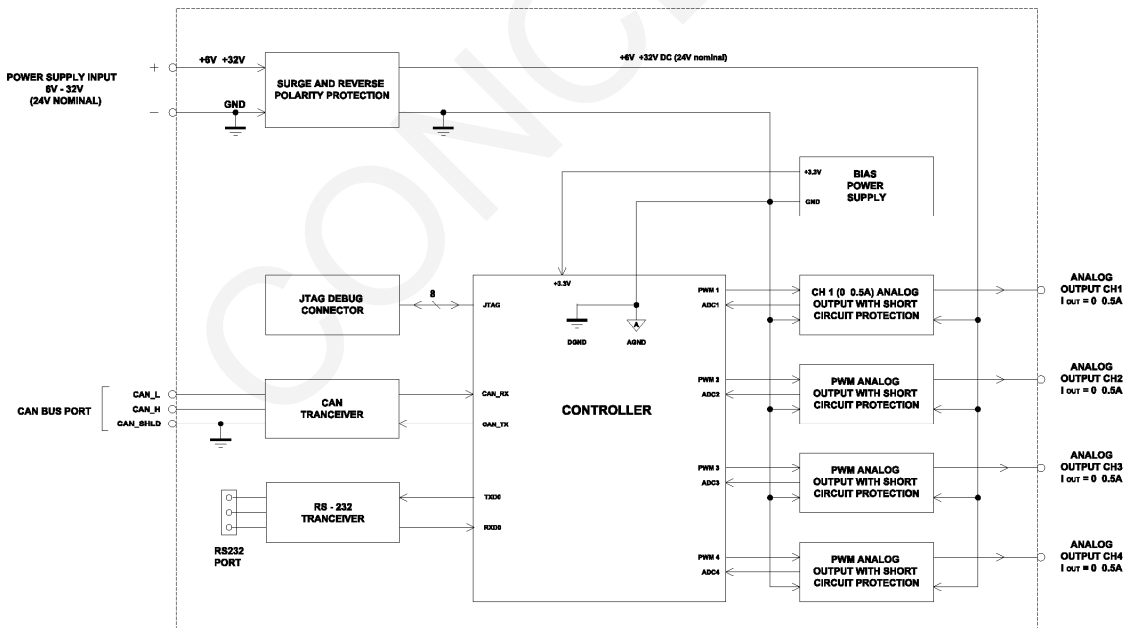 CONC
+6V +32V
+6V +32V DC (24V nominal)
POWER SUPPLY INPUT
6V - 32V
(24V NOMINAL)
+
SURGE AND REVERSE
POLARITY PROTECTION
GND
−
+3.3V
BIAS
POWER
SUPPLY
GND
JTAG DEBUG
CONNECTOR
8
JTAG
+3.3V
DGND
A
AGND
PWM 1
ADC1
CH 1 (0 0.5A) ANALOG
OUTPUT WITH SHORT
CIRCUIT PROTECTION
ANALOG
OUTPUT CH1
I OUT = 0 0.5A
CAN BUS PORT
CAN_L
CAN_H
CAN_SHLD
CAN
TRANCEIVER
CAN_RX
CAN_TX
CONTROLLER
PWM 2
ADC2
PWM ANALOG
OUTPUT WITH SHORT
CIRCUIT PROTECTION
ANALOG
OUTPUT CH2
I OUT = 0 0.5A
RS232
PORT
RS - 232
TRANCEIVER
TXD0
RXD0
PWM 3
ADC3
PWM ANALOG
OUTPUT WITH SHORT
CIRCUIT PROTECTION
ANALOG
OUTPUT CH3
I OUT = 0 0.5A
PWM 4
ADC4
PWM ANALOG
OUTPUT WITH SHORT
CIRCUIT PROTECTION
ANALOG
OUTPUT CH4
I OUT = 0 0.5A